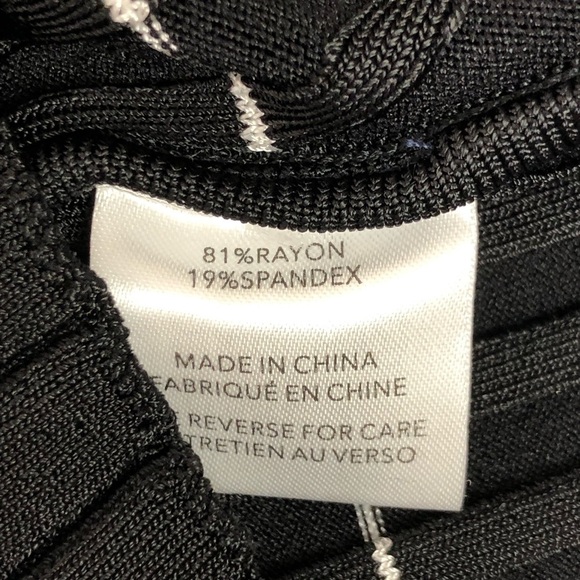 81%RAYON
19%SPANDEX
MADE IN CHINA
FABRIQUÉ EN CHINE
REVERSE FOR CARE
AU VERSO